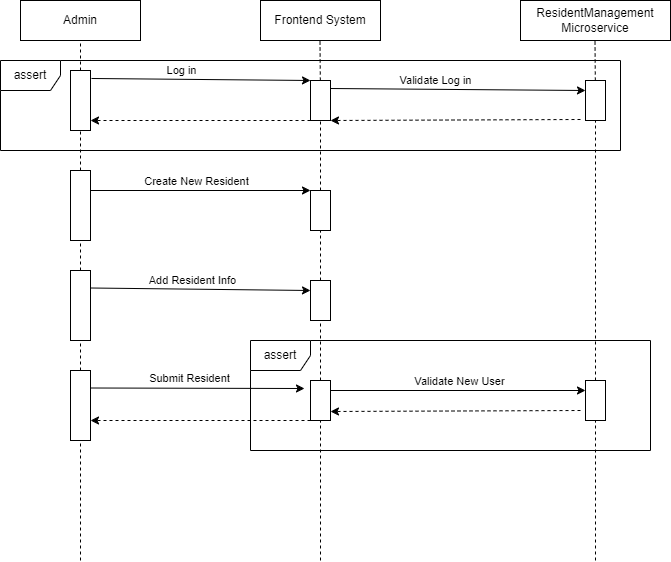 Admin
Frontend System
ResidentManagement
Microservice
assert
Log in
Validate Log in
Create New Resident
Add Resident Info
assert
Submit Resident
Validate New User